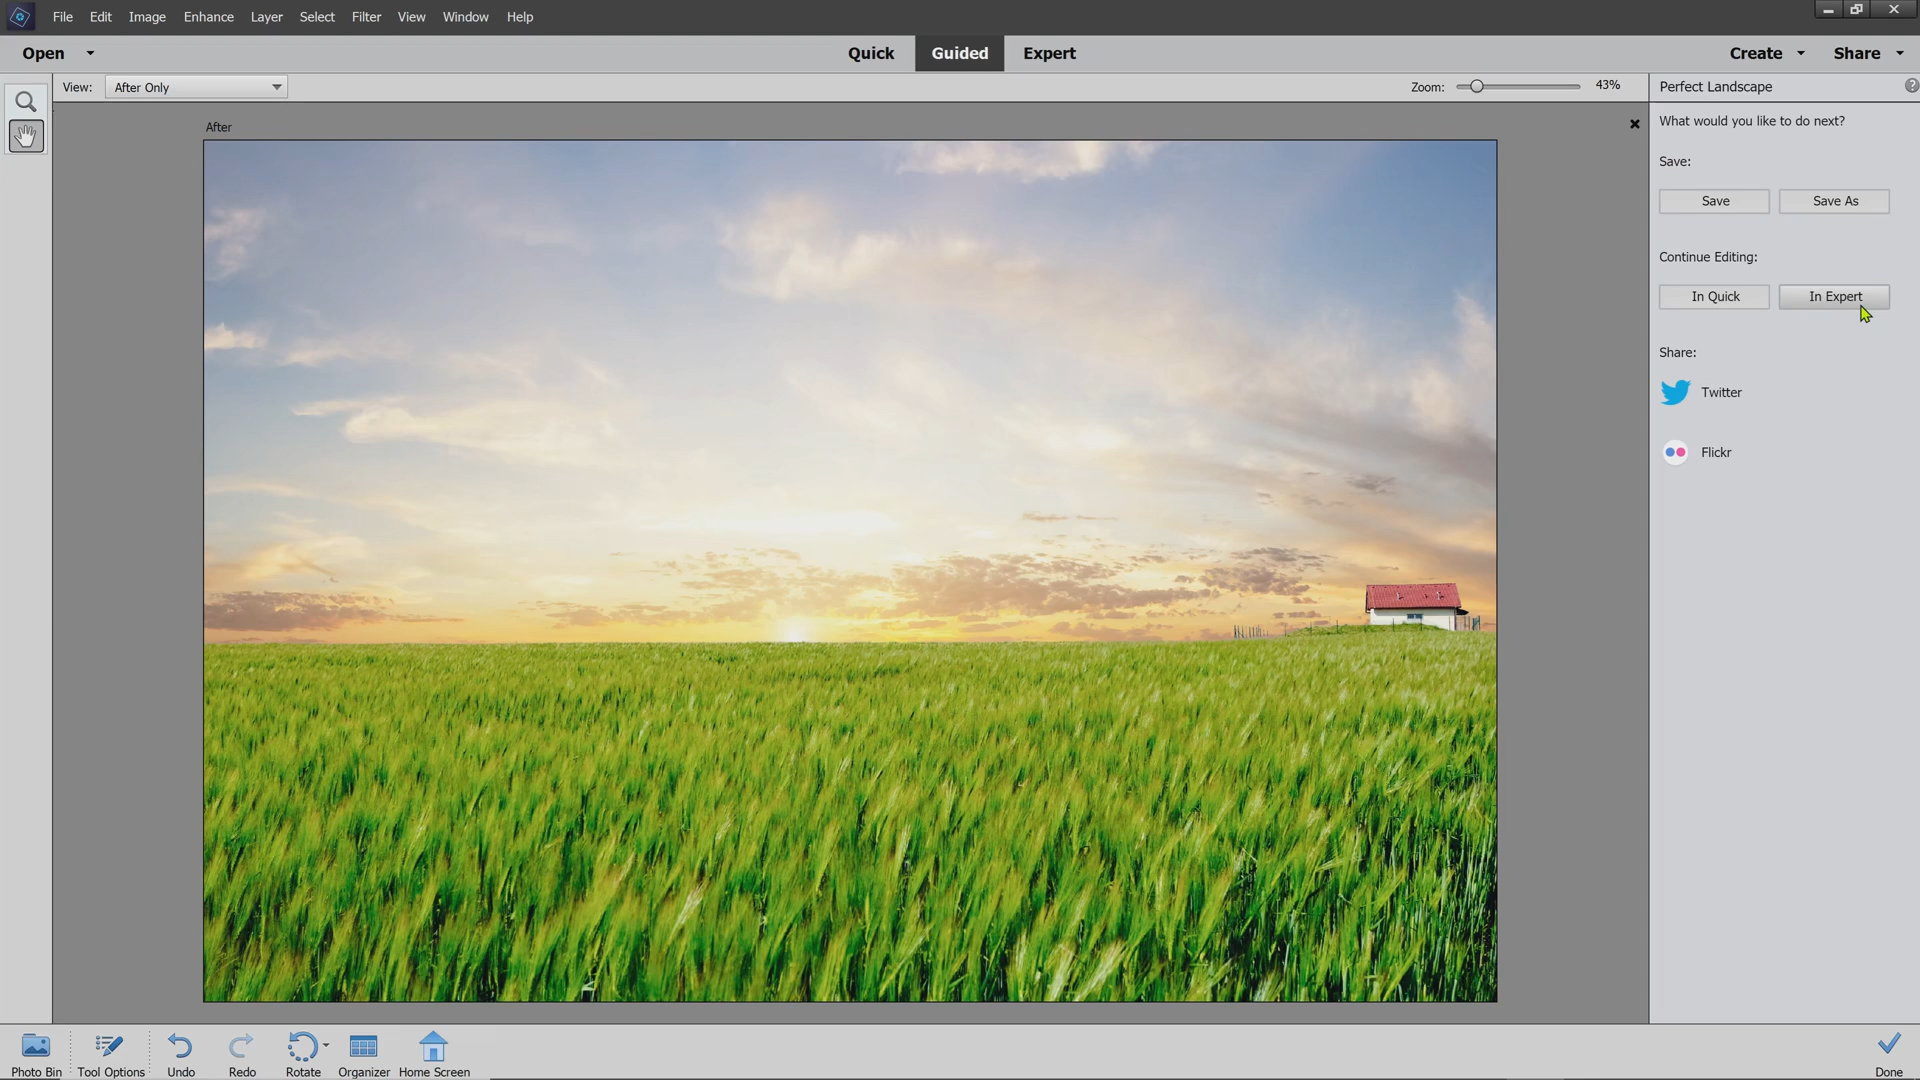 File Edit Image Enhance Layer Select Filter View Window Help
Open Quick Guided Expert Create Share
View: After Only Zoom: 43% Perfect Landscape ?
After
What would you like to do next?
Save:
Save Save As
Continue Editing:
In Quick In Expert
Share:
Twitter
Flickr
Photo Bin Tool Options Undo Redo Rotate Organizer Home Screen Done